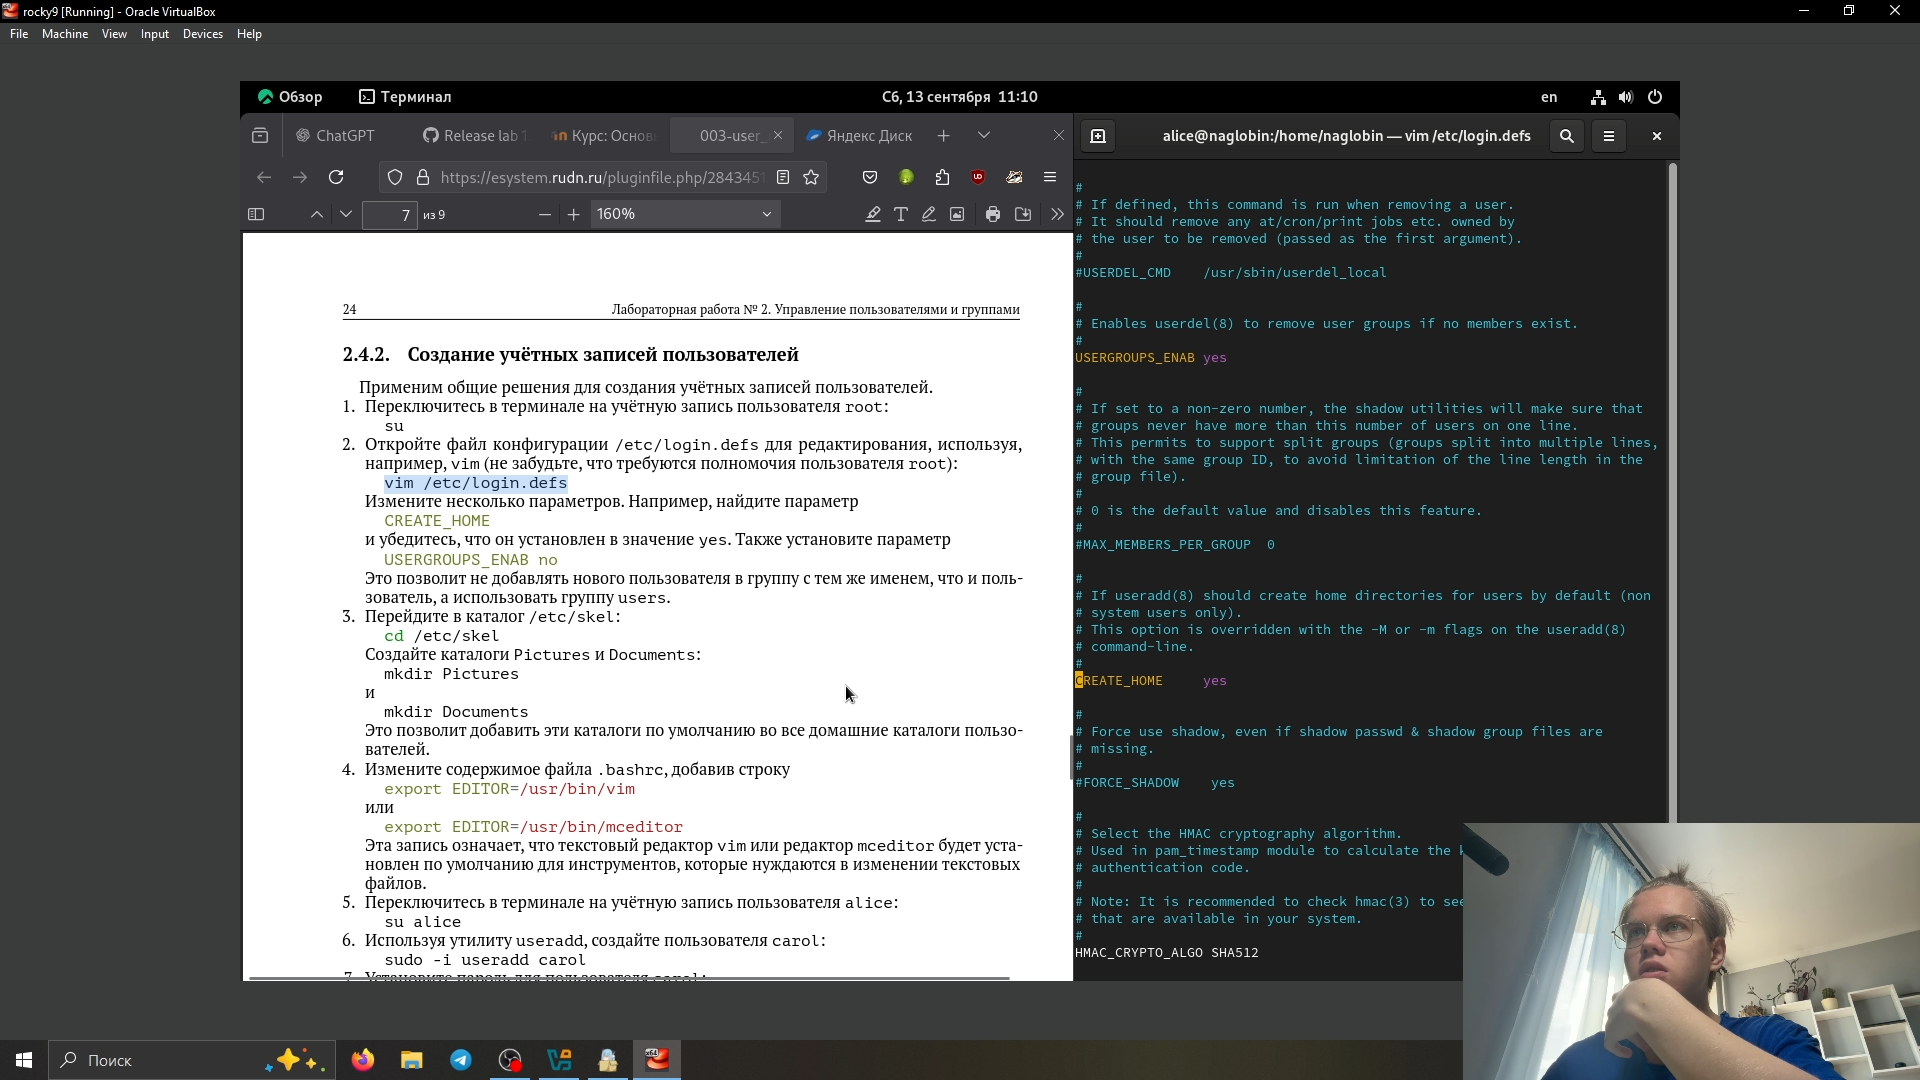 rocky9 [Running] - Oracle VirtualBox
File Machine View Input Devices Help
Обзор Терминал Сб, 13 сентября 11:10 en
ChatGPT Release lab 1 Курс: Основ 003-user_ Яндекс Диск
https://esystem.rudn.ru/pluginfile.php/284345
7 из 9 160%
24 Лабораторная работа № 2. Управление пользователями и группами
2.4.2. Создание учётных записей пользователей
Применим общие решения для создания учётных записей пользователей.
1. Переключитесь в терминале на учётную запись пользователя root:
su
2. Откройте файл конфигурации /etc/login.defs для редактирования, используя,
например, vim (не забудьте, что требуются полномочия пользователя root):
vim /etc/login.defs
Измените несколько параметров. Например, найдите параметр
CREATE_HOME
и убедитесь, что он установлен в значение yes. Также установите параметр
USERGROUPS_ENAB no
Это позволит не добавлять нового пользователя в группу с тем же именем, что и поль-
зователь, а использовать группу users.
3. Перейдите в каталог /etc/skel:
cd /etc/skel
Создайте каталоги Pictures и Documents:
mkdir Pictures
и
mkdir Documents
Это позволит добавить эти каталоги по умолчанию во все домашние каталоги пользо-
вателей.
4. Измените содержимое файла .bashrc, добавив строку
export EDITOR=/usr/bin/vim
или
export EDITOR=/usr/bin/mceditor
Эта запись означает, что текстовый редактор vim или редактор mceditor будет уста-
новлен по умолчанию для инструментов, которые нуждаются в изменении текстовых
файлов.
5. Переключитесь в терминале на учётную запись пользователя alice:
su alice
6. Используя утилиту useradd, создайте пользователя carol:
sudo -i useradd carol
7. Установите пароль для пользователя carol:
alice@naglobin:/home/naglobin — vim /etc/login.defs
#
# If defined, this command is run when removing a user.
# It should remove any at/cron/print jobs etc. owned by
# the user to be removed (passed as the first argument).
#
#USERDEL_CMD /usr/sbin/userdel_local
#
# Enables userdel(8) to remove user groups if no members exist.
#
USERGROUPS_ENAB yes
#
# If set to a non-zero number, the shadow utilities will make sure that
# groups never have more than this number of users on one line.
# This permits to support split groups (groups split into multiple lines,
# with the same group ID, to avoid limitation of the line length in the
# group file).
#
# 0 is the default value and disables this feature.
#
#MAX_MEMBERS_PER_GROUP 0
#
# If useradd(8) should create home directories for users by default (non
# system users only).
# This option is overridden with the -M or -m flags on the useradd(8)
# command-line.
#
CREATE_HOME yes
#
# Force use shadow, even if shadow passwd & shadow group files are
# missing.
#
#FORCE_SHADOW yes
#
# Select the HMAC cryptography algorithm.
# Used in pam_timestamp module to calculate the
# authentication code.
#
# Note: It is recommended to check hmac(3) to see
# that are available in your system.
#
HMAC_CRYPTO_ALGO SHA512
Поиск